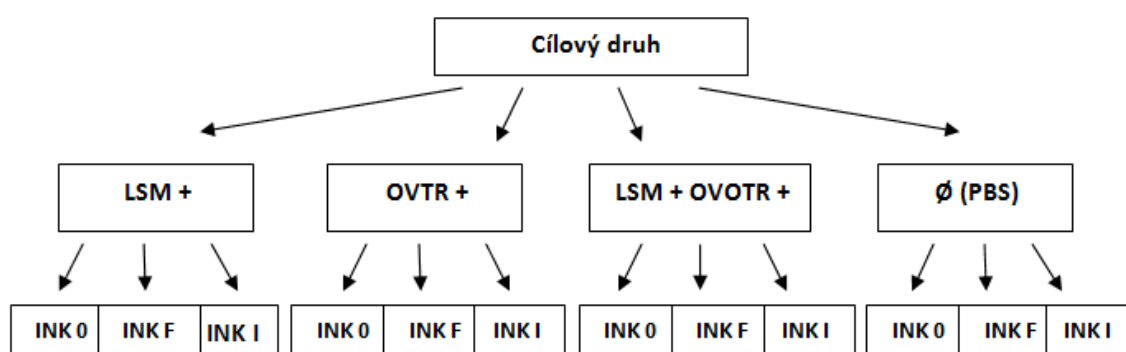 Cílový druh
LSM + OVTR + LSM + OVOTR + Ø (PBS)
INK 0 INK F INK I INK 0 INK F INK I INK 0 INK F INK I INK 0 INK F INK I